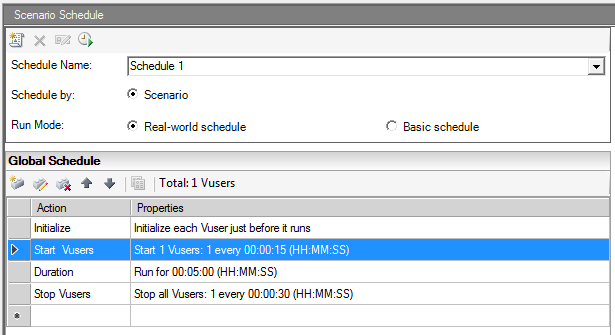 Scenario Schedule
Schedule Name: Schedule 1
Schedule by: Scenario
Run Mode: Real-world schedule Basic schedule
Global Schedule
Total: 1 Vusers
Action Properties
Initialize Initialize each Vuser just before it runs
Start Vusers Start 1 Vusers: 1 every 00:00:15 (HH:MM:SS)
Duration Run for 00:05:00 (HH:MM:SS)
Stop Vusers Stop all Vusers: 1 every 00:00:30 (HH:MM:SS)
*